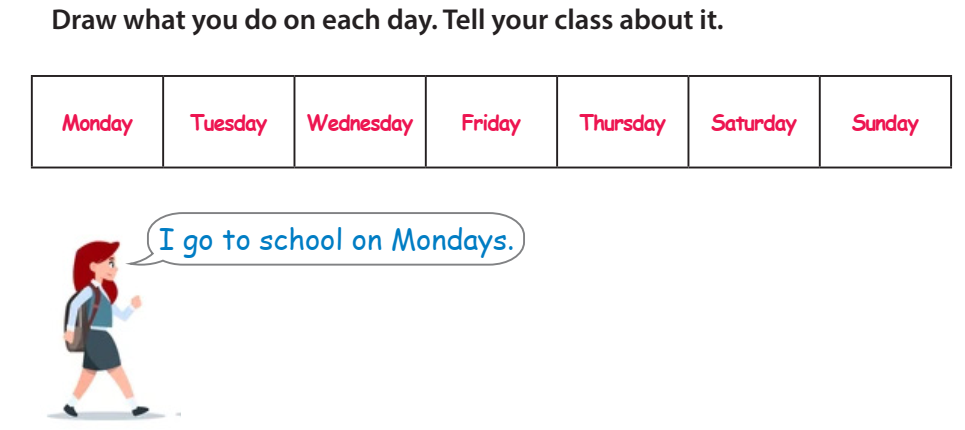 Draw what you do on each day. Tell your class about it.
Monday Tuesday Wednesday Friday Thursday Saturday Sunday
I go to school on Mondays.